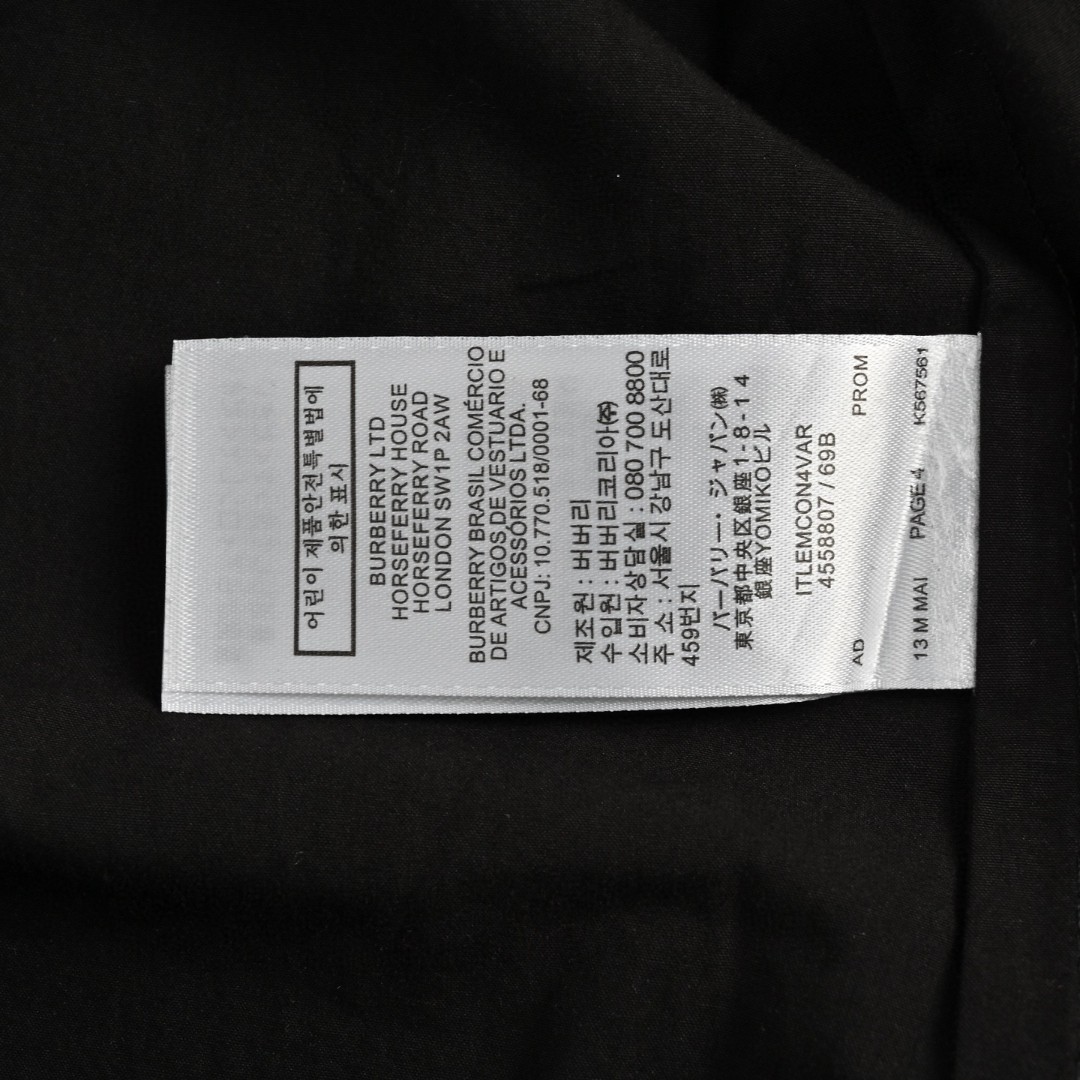 어린이 제품안전특별법에
의한 표시
BURBERRY LTD
HORSEFERRY HOUSE
HORSEFERRY ROAD
LONDON SW1P 2AW
BURBERRY BRASIL COMÉRCIO
DE ARTIGOS DE VESTUARIO E
ACESSÓRIOS LTDA.
CNPJ: 10.770.518/0001-68
제조원 : 버버리
수입원 : 버버리코리아(주)
소비자상담실 : 080 700 8800
주 소 : 서울시 강남구 도산대로
459번지
バーバリー・ジャパン㈱
東京都中央区銀座1-8-14
銀座YOMIKOビル
ITLEMCON4VAR
4558807 / 69B
AD PROM
13 M MAI PAGE 4 K567561